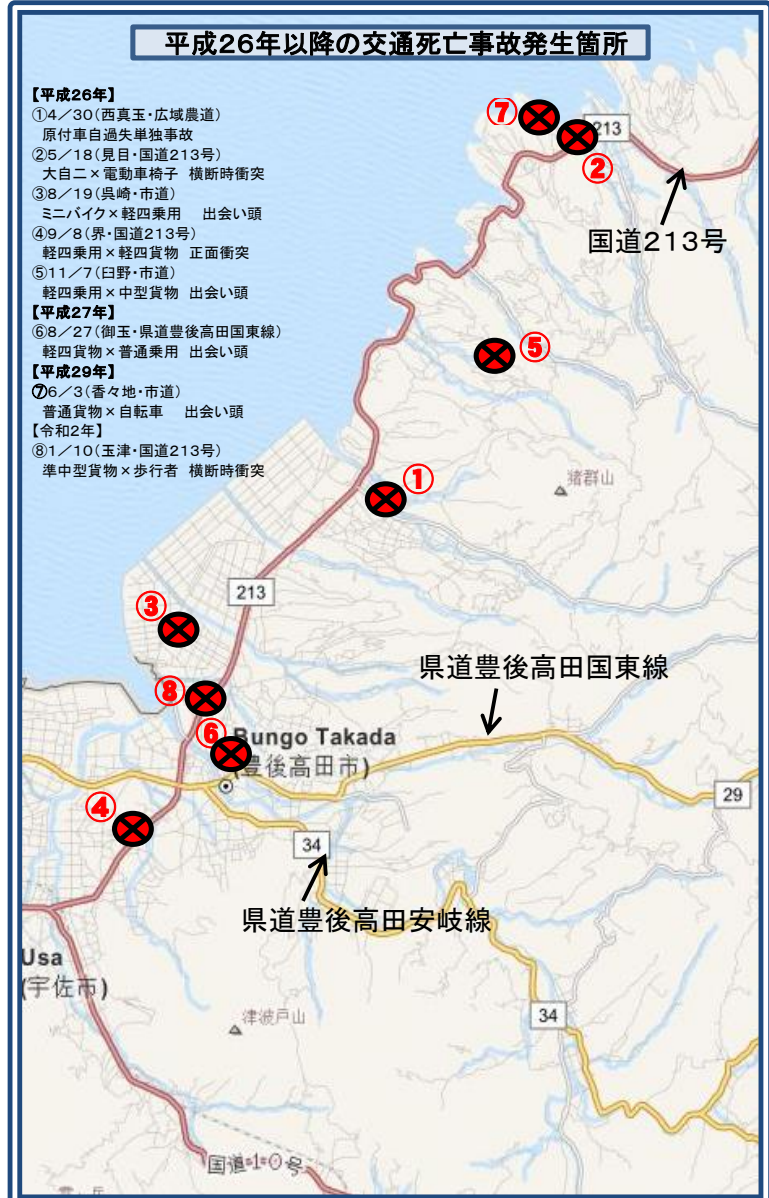 平成26年以降の交通死亡事故発生箇所
【平成26年】
①4/30(西真玉・広域農道)
原付車自過失単独事故
②5/18(見目・国道213号)
大自二×電動車椅子 横断時衝突
③8/19(呉崎・市道)
ミニバイク×軽四乗用 出会い頭
④9/8(界・国道213号)
軽四乗用×軽四貨物 正面衝突
⑤11/7(臼野・市道)
軽四乗用×中型貨物 出会い頭
【平成27年】
⑥8/27(御玉・県道豊後高田国東線)
軽四貨物×普通乗用 出会い頭
【平成29年】
⑦6/3(香々地・市道)
普通貨物×自転車 出会い頭
【令和2年】
⑧1/10(玉津・国道213号)
準中型貨物×歩行者 横断時衝突
⑦
213
②
国道213号
⑤
①
猪群山
213
③
県道豊後高田国東線
⑧
⑥
Bungo Takada
(豊後高田市)
29
④
34
県道豊後高田安岐線
Usa
(宇佐市)
34
津波戸山
国道10号